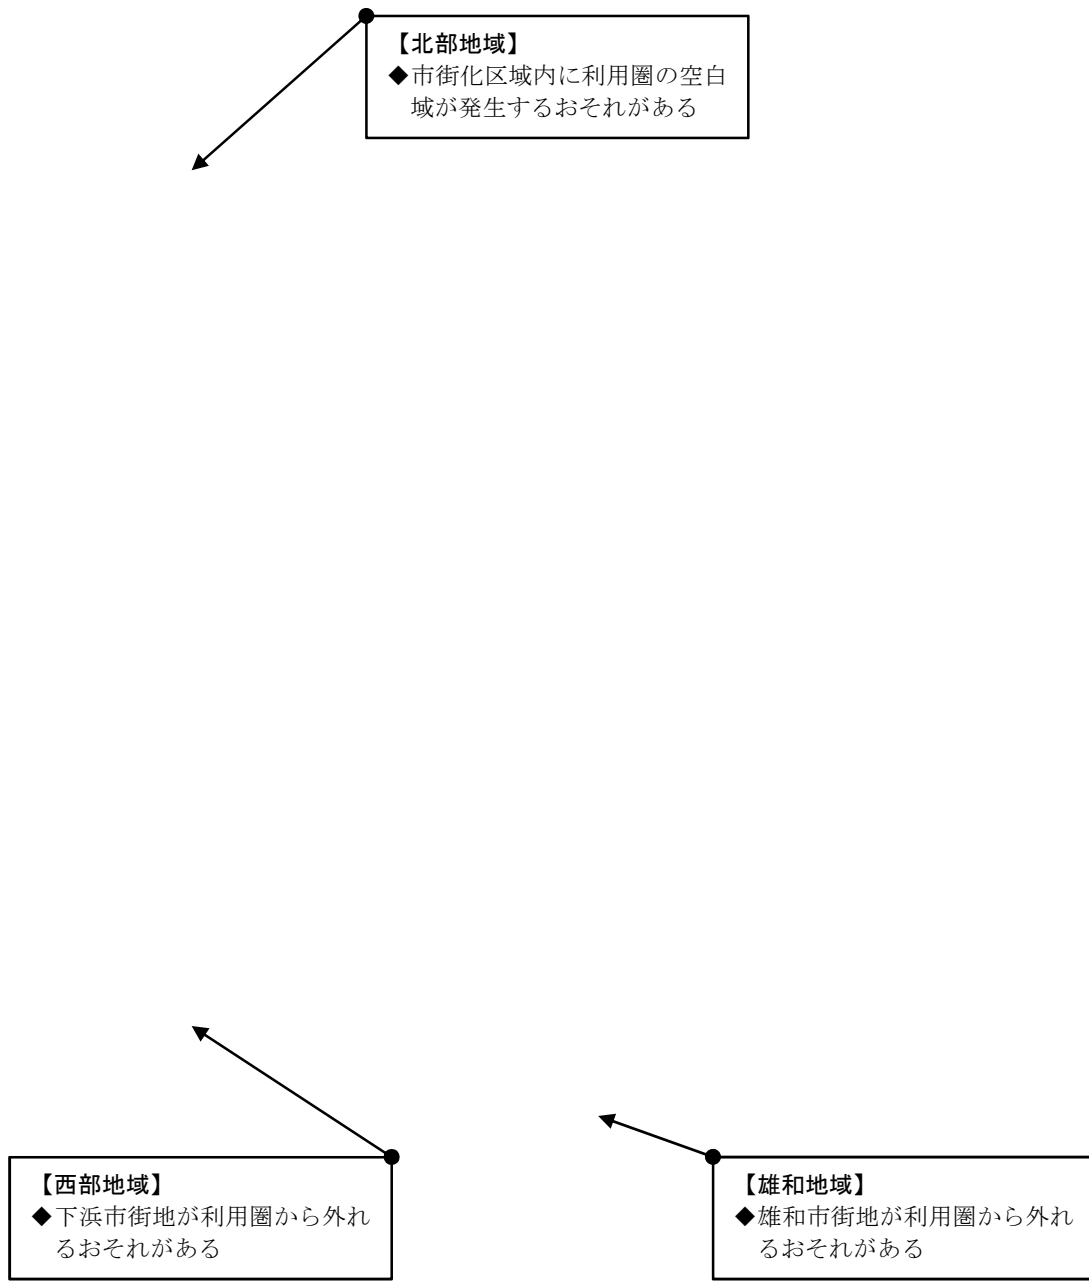 【北部地域】
◆市街化区域内に利用圏の空白
域が発生するおそれがある
【西部地域】
◆下浜市街地が利用圏から外れ
るおそれがある
【雄和地域】
◆雄和市街地が利用圏から外れ
るおそれがある